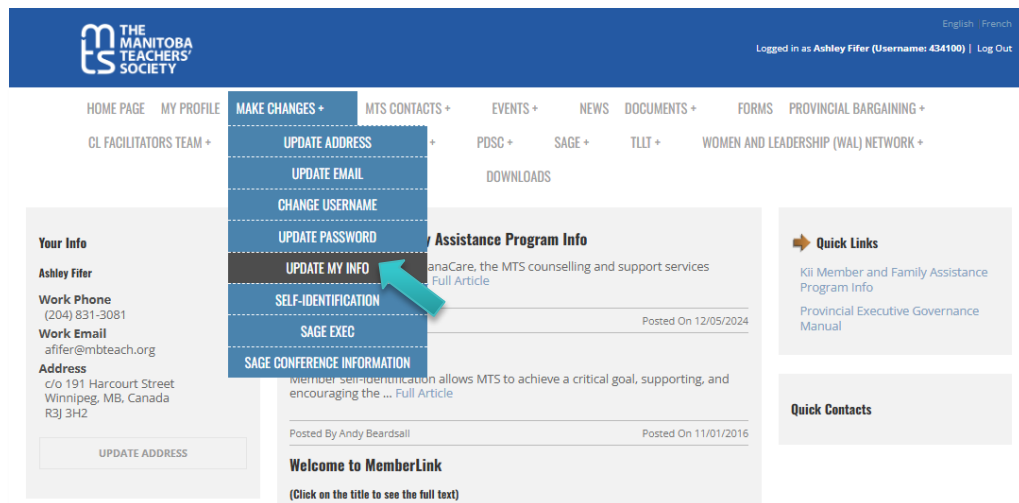 THE
MANITOBA
TEACHERS'
SOCIETY
mts
English | French
Logged in as Ashley Fifer (Username: 434100) | Log Out
HOME PAGE MY PROFILE MAKE CHANGES + MTS CONTACTS + EVENTS + NEWS DOCUMENTS + FORMS PROVINCIAL BARGAINING +
CL FACILITATORS TEAM + + PDSC + SAGE + TLLT + WOMEN AND LEADERSHIP (WAL) NETWORK +
DOWNLOADS
UPDATE ADDRESS
UPDATE EMAIL
CHANGE USERNAME
UPDATE PASSWORD
UPDATE MY INFO
SELF-IDENTIFICATION
SAGE EXEC
SAGE CONFERENCE INFORMATION
Your Info
Ashley Fifer
Work Phone
(204) 831-3081
Work Email
afifer@mbteach.org
Address
c/o 191 Harcourt Street
Winnipeg, MB, Canada
R3J 3H2
UPDATE ADDRESS
Assistance Program Info
anaCare, the MTS counselling and support services
Full Article
Posted On 12/05/2024
Member self-identification allows MTS to achieve a critical goal, supporting, and
encouraging the ... Full Article
Posted By Andy Beardsall Posted On 11/01/2016
Welcome to MemberLink
(Click on the title to see the full text)
Quick Links
Kii Member and Family Assistance
Program Info
Provincial Executive Governance
Manual
Quick Contacts